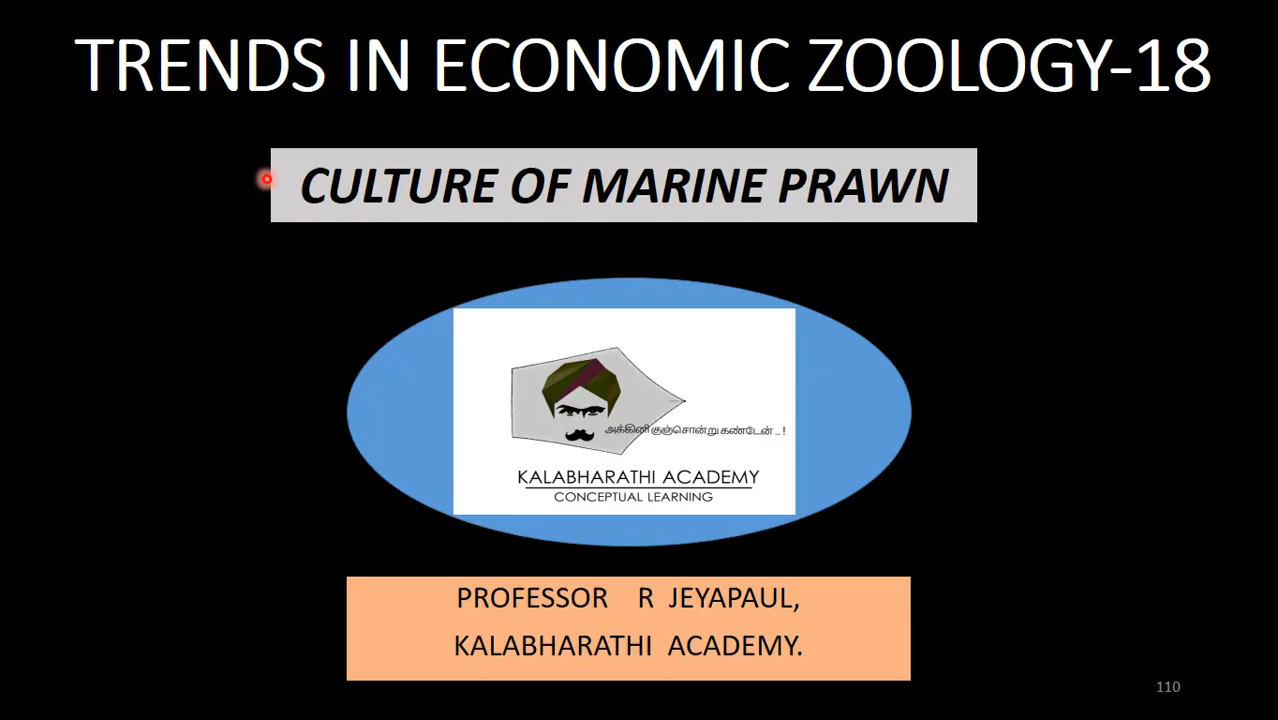 TRENDS IN ECONOMIC ZOOLOGY-18
CULTURE OF MARINE PRAWN
அக்கினி குஞ்சொன்று கண்டேன் ...!
KALABHARATHI ACADEMY
CONCEPTUAL LEARNING
PROFESSOR R JEYAPAUL,
KALABHARATHI ACADEMY.
110